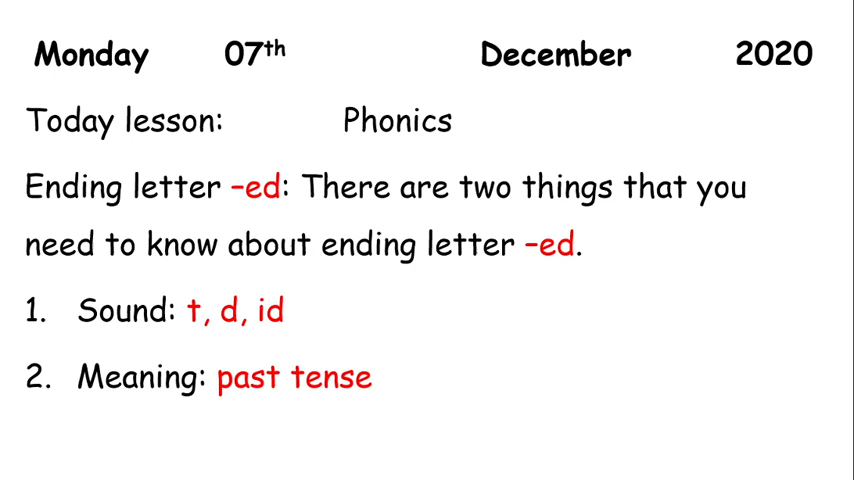 Monday 07th December 2020
Today lesson: Phonics
Ending letter –ed: There are two things that you
need to know about ending letter –ed.
1. Sound: t, d, id
2. Meaning: past tense